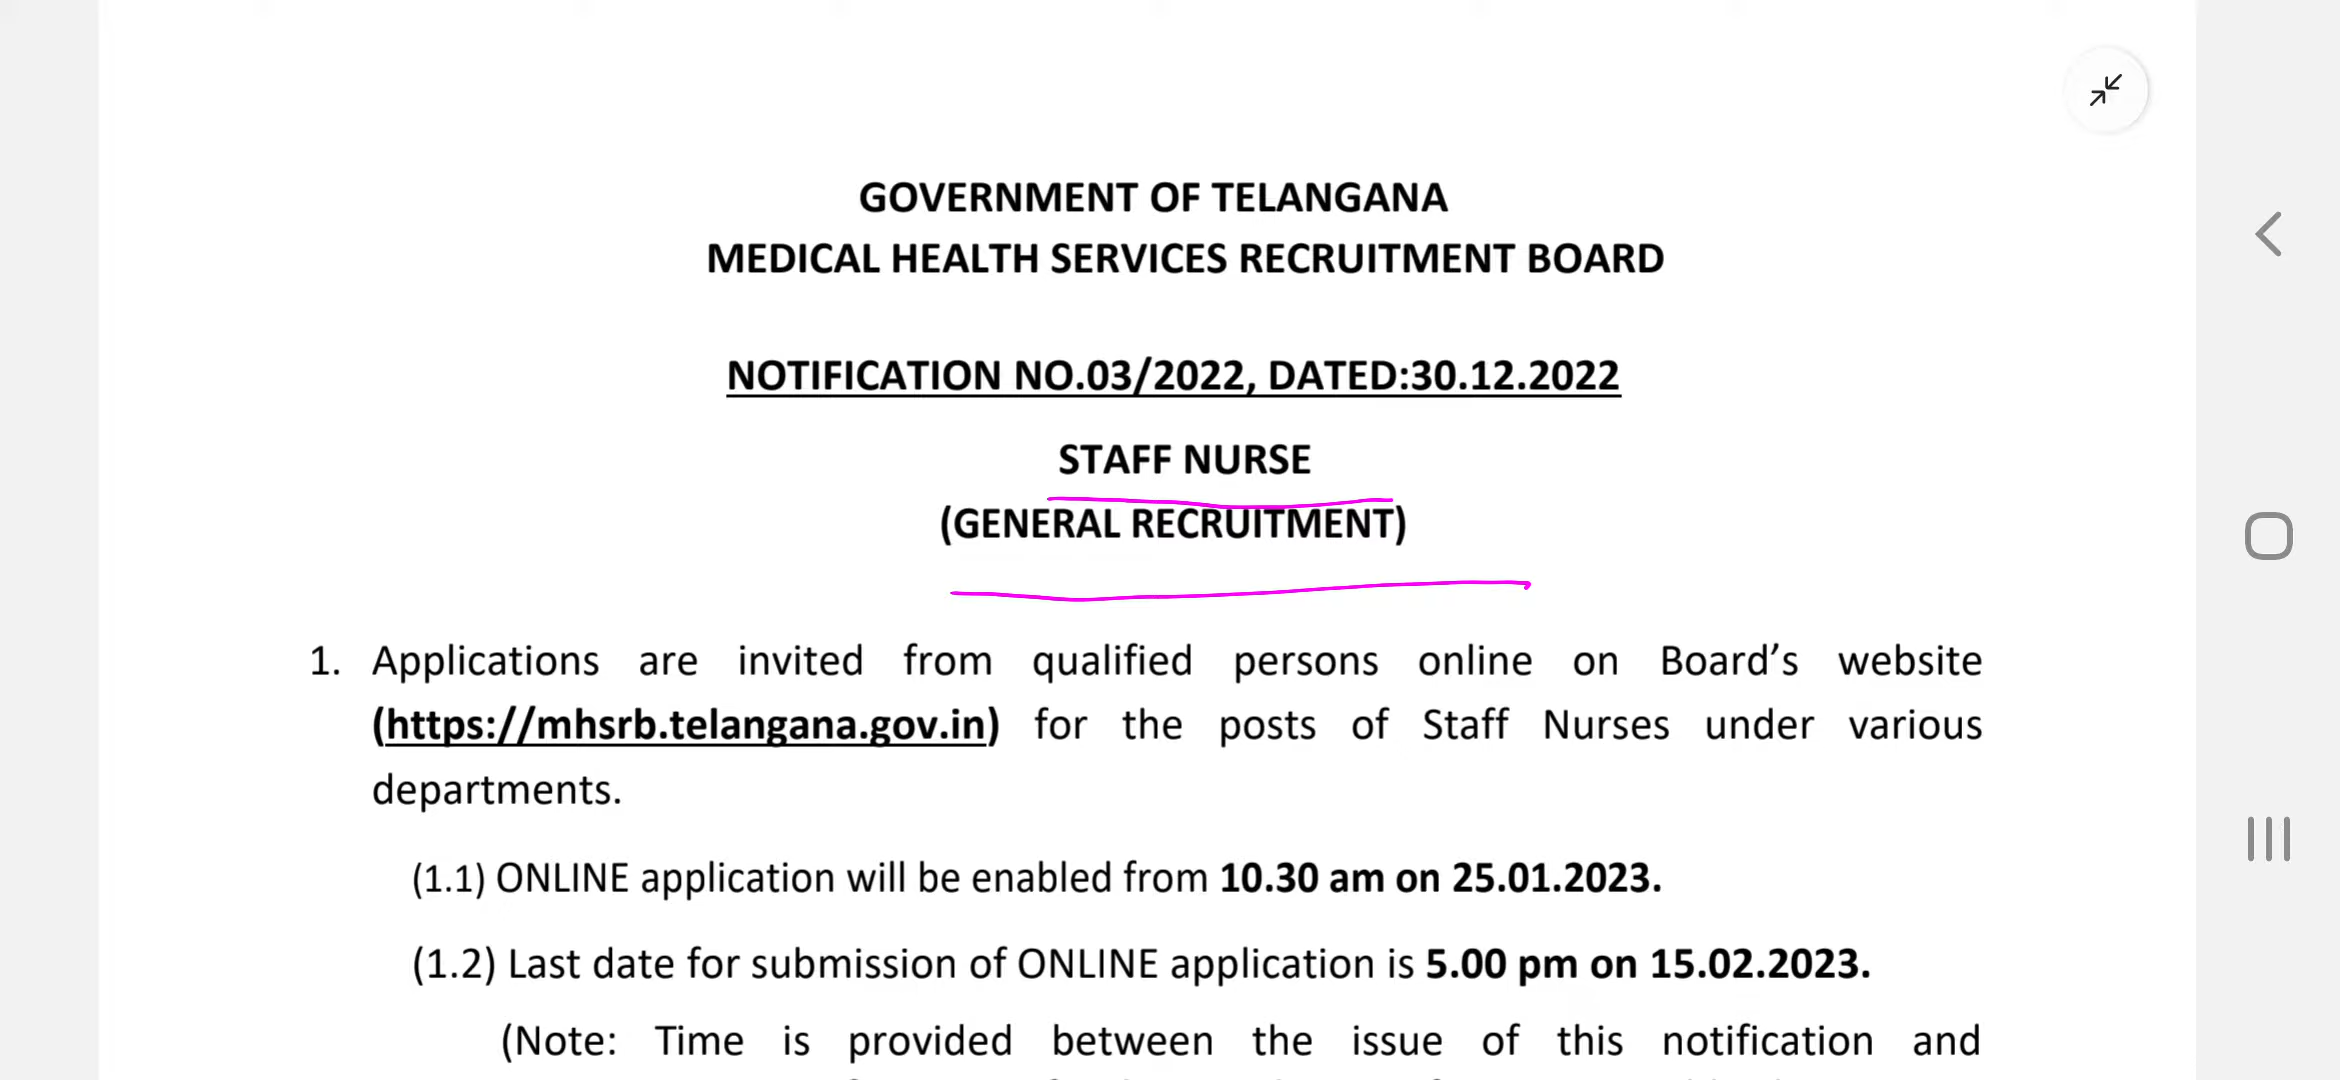 GOVERNMENT OF TELANGANA
MEDICAL HEALTH SERVICES RECRUITMENT BOARD
NOTIFICATION NO.03/2022, DATED:30.12.2022
STAFF NURSE
(GENERAL RECRUITMENT)
1. Applications are invited from qualified persons online on Board’s website
(https://mhsrb.telangana.gov.in) for the posts of Staff Nurses under various
departments.
(1.1) ONLINE application will be enabled from 10.30 am on 25.01.2023.
(1.2) Last date for submission of ONLINE application is 5.00 pm on 15.02.2023.
(Note: Time is provided between the issue of this notification and